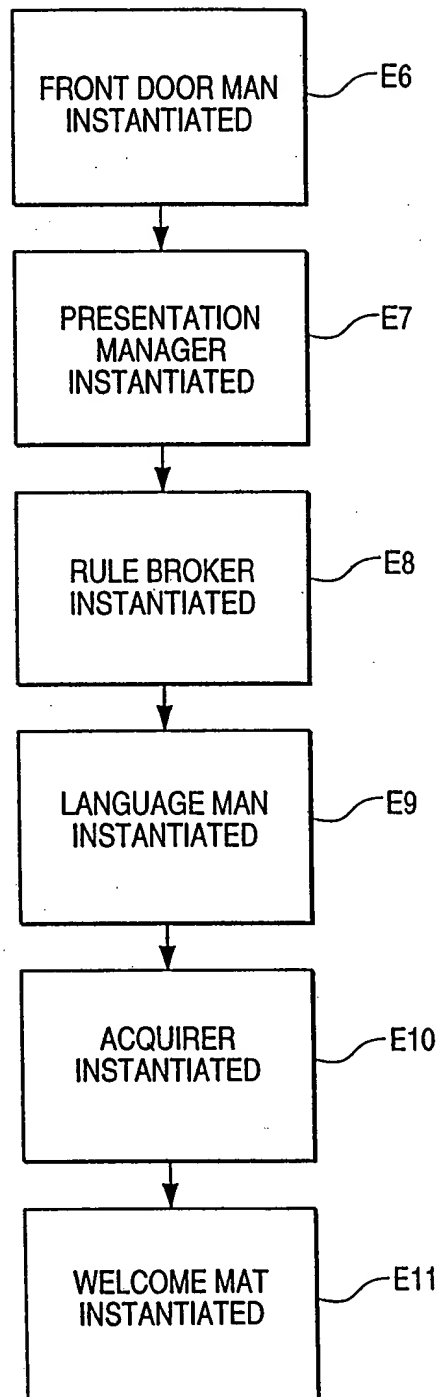 FRONT DOOR MAN
INSTANTIATED
E6
PRESENTATION
MANAGER
INSTANTIATED
E7
RULE BROKER
INSTANTIATED
E8
LANGUAGE MAN
INSTANTIATED
E9
ACQUIRER
INSTANTIATED
E10
WELCOME MAT
INSTANTIATED
E11